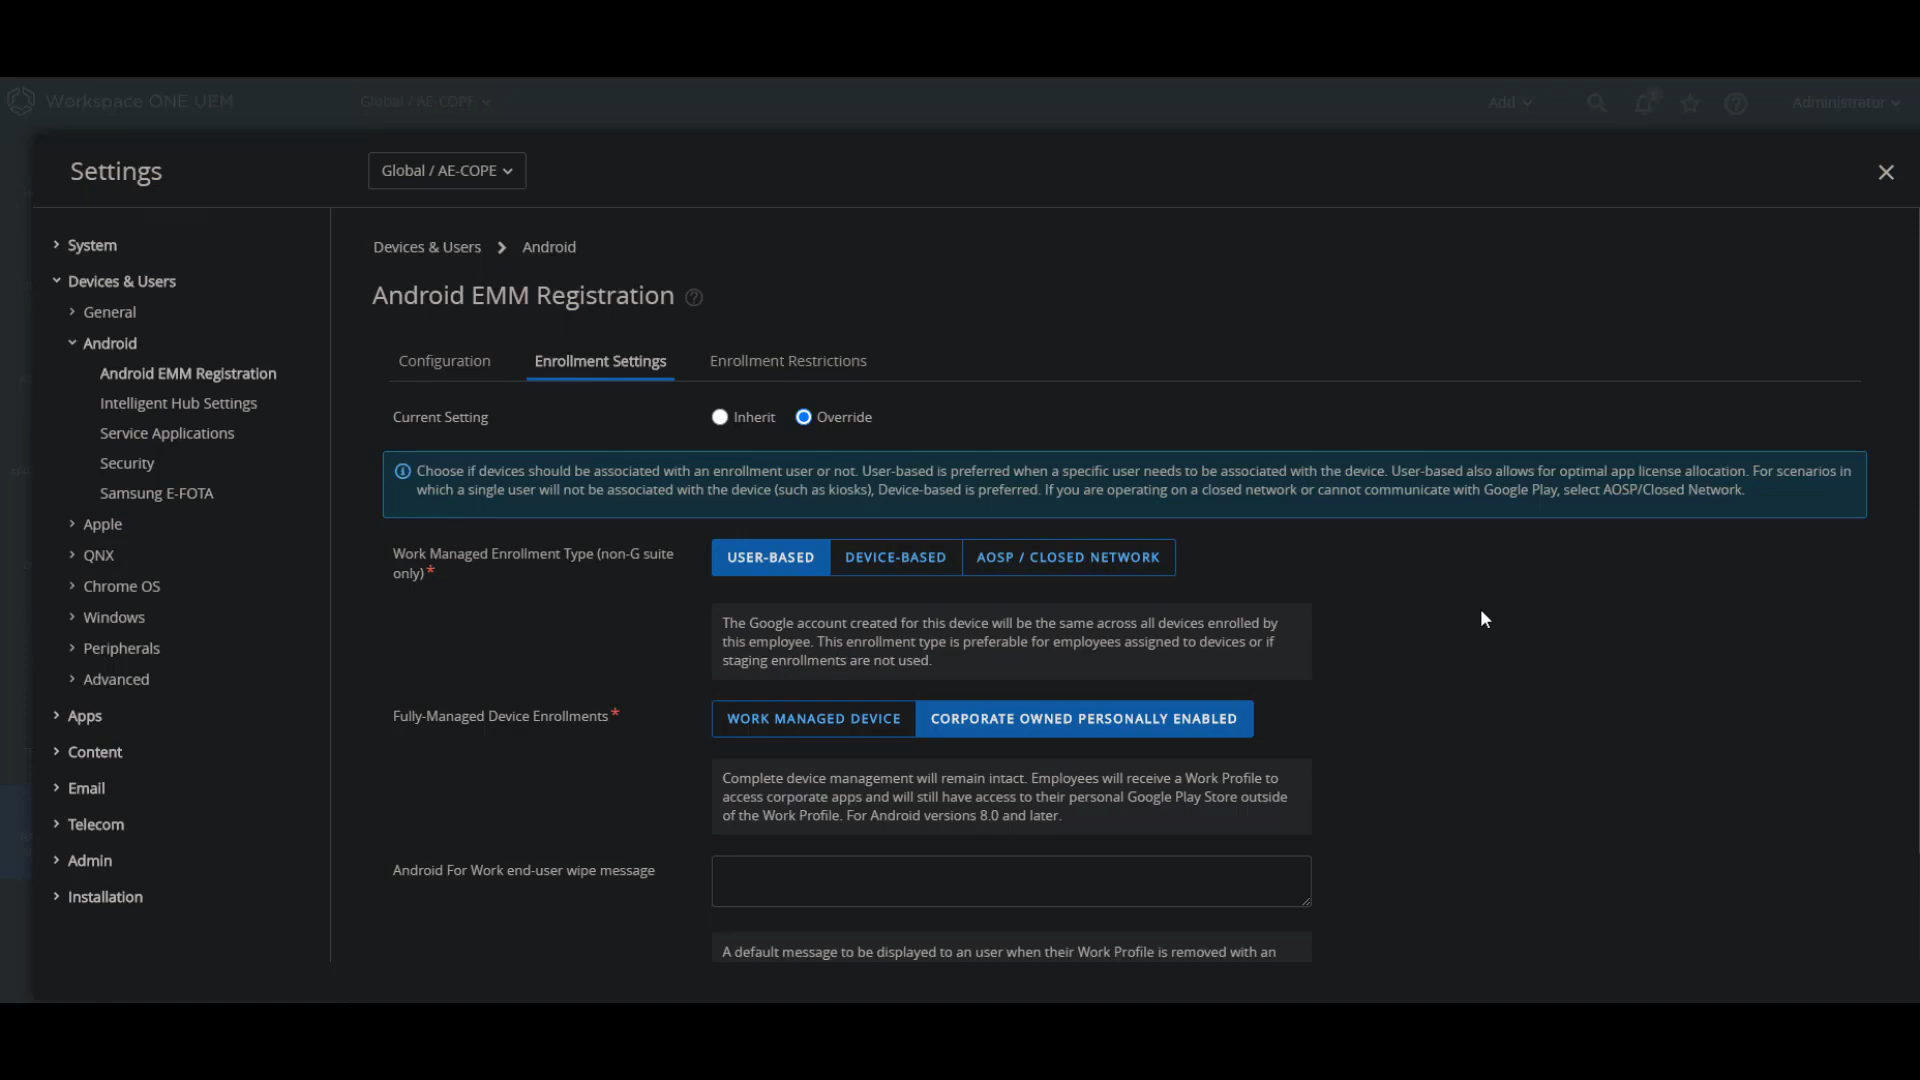 Workspace ONE UEM
Global / AE-COPE
Add
Administrator
Settings
Global / AE-COPE
System
Devices & Users
General
Android
Android EMM Registration
Intelligent Hub Settings
Service Applications
Security
Samsung E-FOTA
Apple
QNX
Chrome OS
Windows
Peripherals
Advanced
Apps
Content
Email
Telecom
Admin
Installation
Devices & Users > Android
Android EMM Registration
Configuration
Enrollment Settings
Enrollment Restrictions
Current Setting
Inherit
Override
Choose if devices should be associated with an enrollment user or not. User-based is preferred when a specific user needs to be associated with the device. User-based also allows for optimal app license allocation. For scenarios in
which a single user will not be associated with the device (such as kiosks), Device-based is preferred. If you are operating on a closed network or cannot communicate with Google Play, select AOSP/Closed Network.
Work Managed Enrollment Type (non-G suite
only)*
USER-BASED
DEVICE-BASED
AOSP / CLOSED NETWORK
The Google account created for this device will be the same across all devices enrolled by
this employee. This enrollment type is preferable for employees assigned to devices or if
staging enrollments are not used.
Fully-Managed Device Enrollments*
WORK MANAGED DEVICE
CORPORATE OWNED PERSONALLY ENABLED
Complete device management will remain intact. Employees will receive a Work Profile to
access corporate apps and will still have access to their personal Google Play Store outside
of the Work Profile. For Android versions 8.0 and later.
Android For Work end-user wipe message
A default message to be displayed to an user when their Work Profile is removed with an